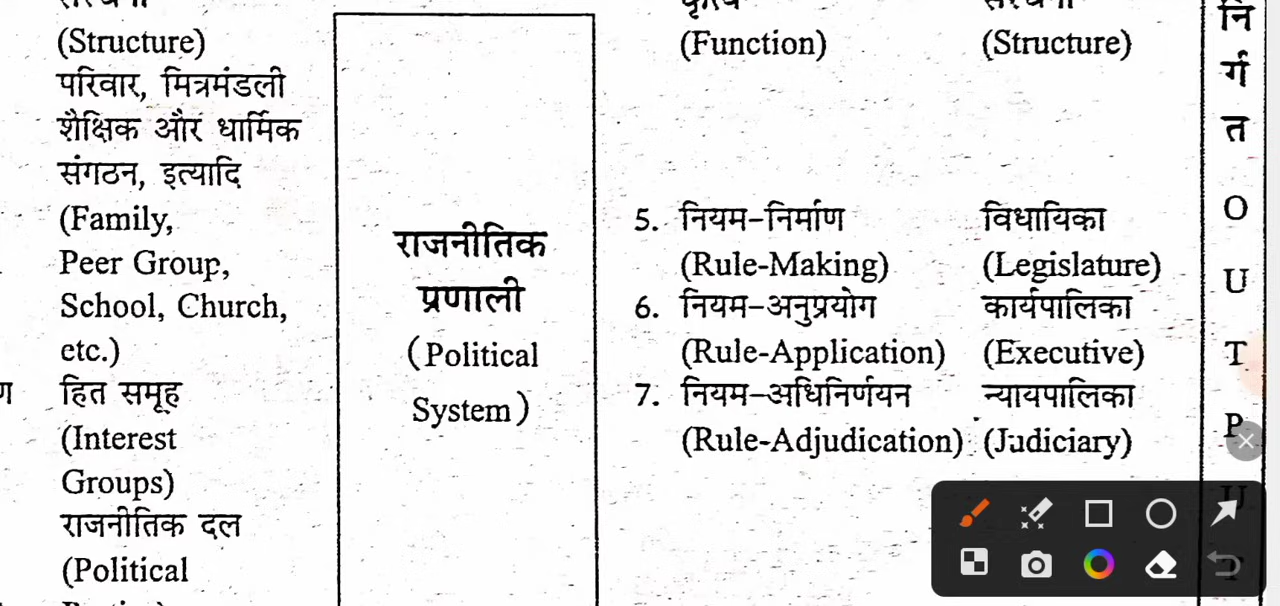 (Structure)
परिवार, मित्रमंडली
शैक्षिक और धार्मिक
संगठन, इत्यादि
(Family,
Peer Group,
School, Church,
etc.)
हित समूह
(Interest
Groups)
राजनीतिक दल
(Political
राजनीतिक
प्रणाली
(Political
System)
(Function) (Structure)
5. नियम-निर्माण विधायिका
(Rule-Making) (Legislature)
6. नियम-अनुप्रयोग कार्यपालिका
(Rule-Application) (Executive)
7. नियम-अधिनिर्णयन न्यायपालिका
(Rule-Adjudication) (Judiciary)
नि
र्ग
त
O
U
T
P
U
T